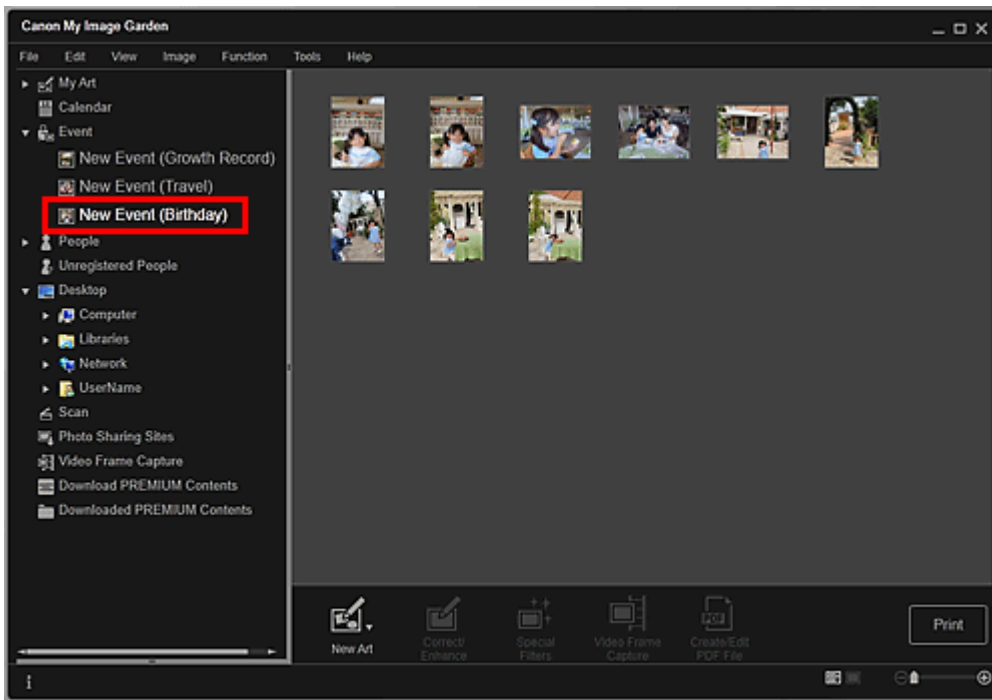 Canon My Image Garden
File Edit View Image Function Tools Help
My Art
Calendar
Event
New Event (Growth Record)
New Event (Travel)
New Event (Birthday)
People
Unregistered People
Desktop
Computer
Libraries
Network
UserName
Scan
Photo Sharing Sites
Video Frame Capture
Download PREMIUM Contents
Downloaded PREMIUM Contents
New Art
Correct/
Enhance
Special
Filters
Video Frame
Capture
PDF
Create/Edit
PDF File
Print